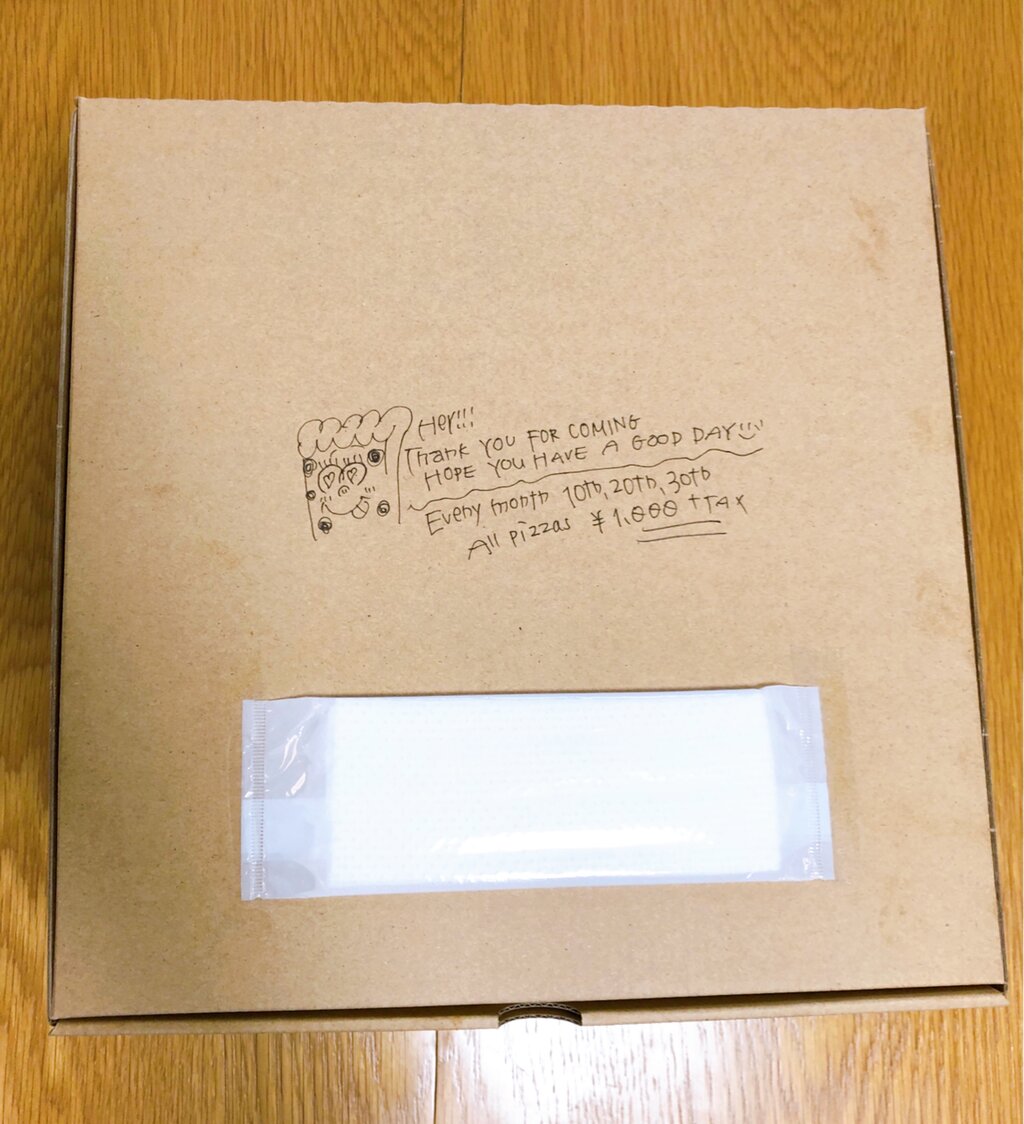 Hey!!!
Thank YOU FOR COMING
HOPE YOU HAVE A GOOD DAY!!
Every month 10th, 20th, 30th
All pizzas ¥1,000 +TAX